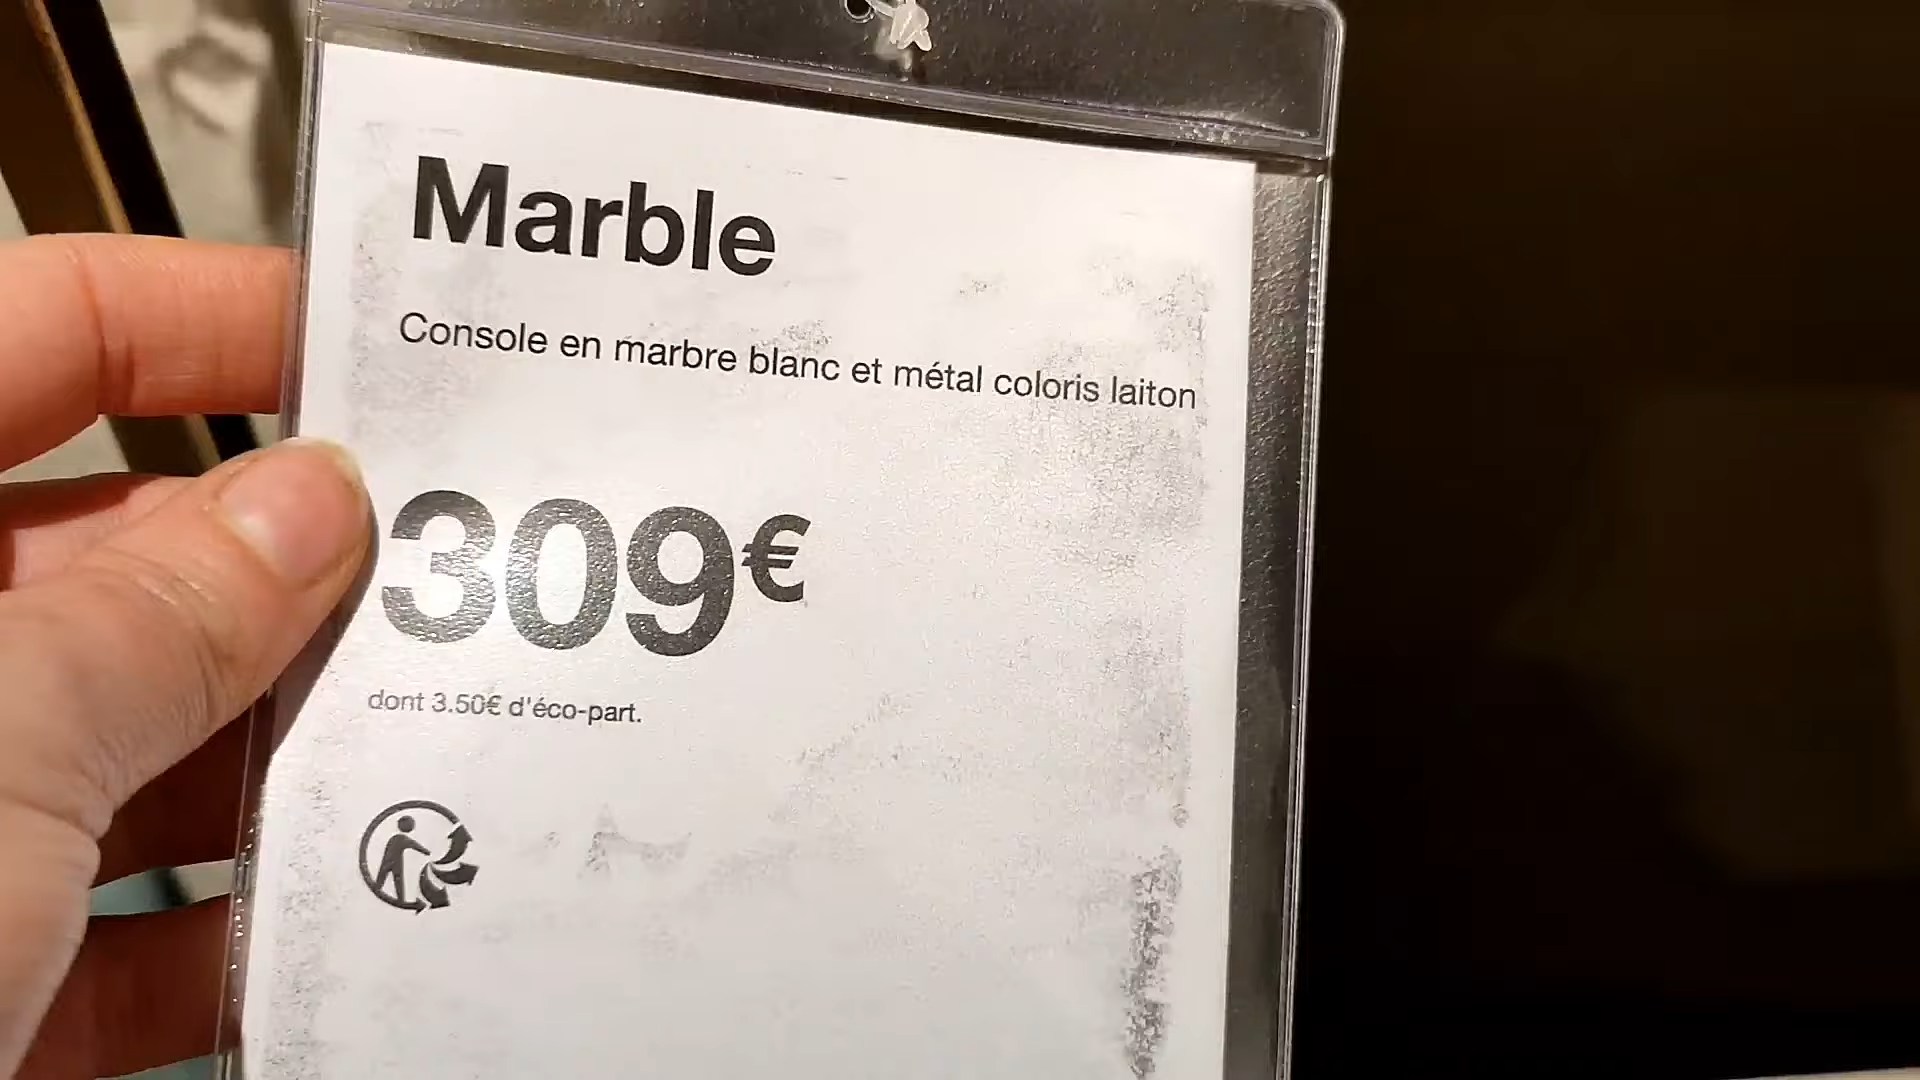 Marble
Console en marbre blanc et métal coloris laiton
309€
dont 3.50€ d'éco-part.